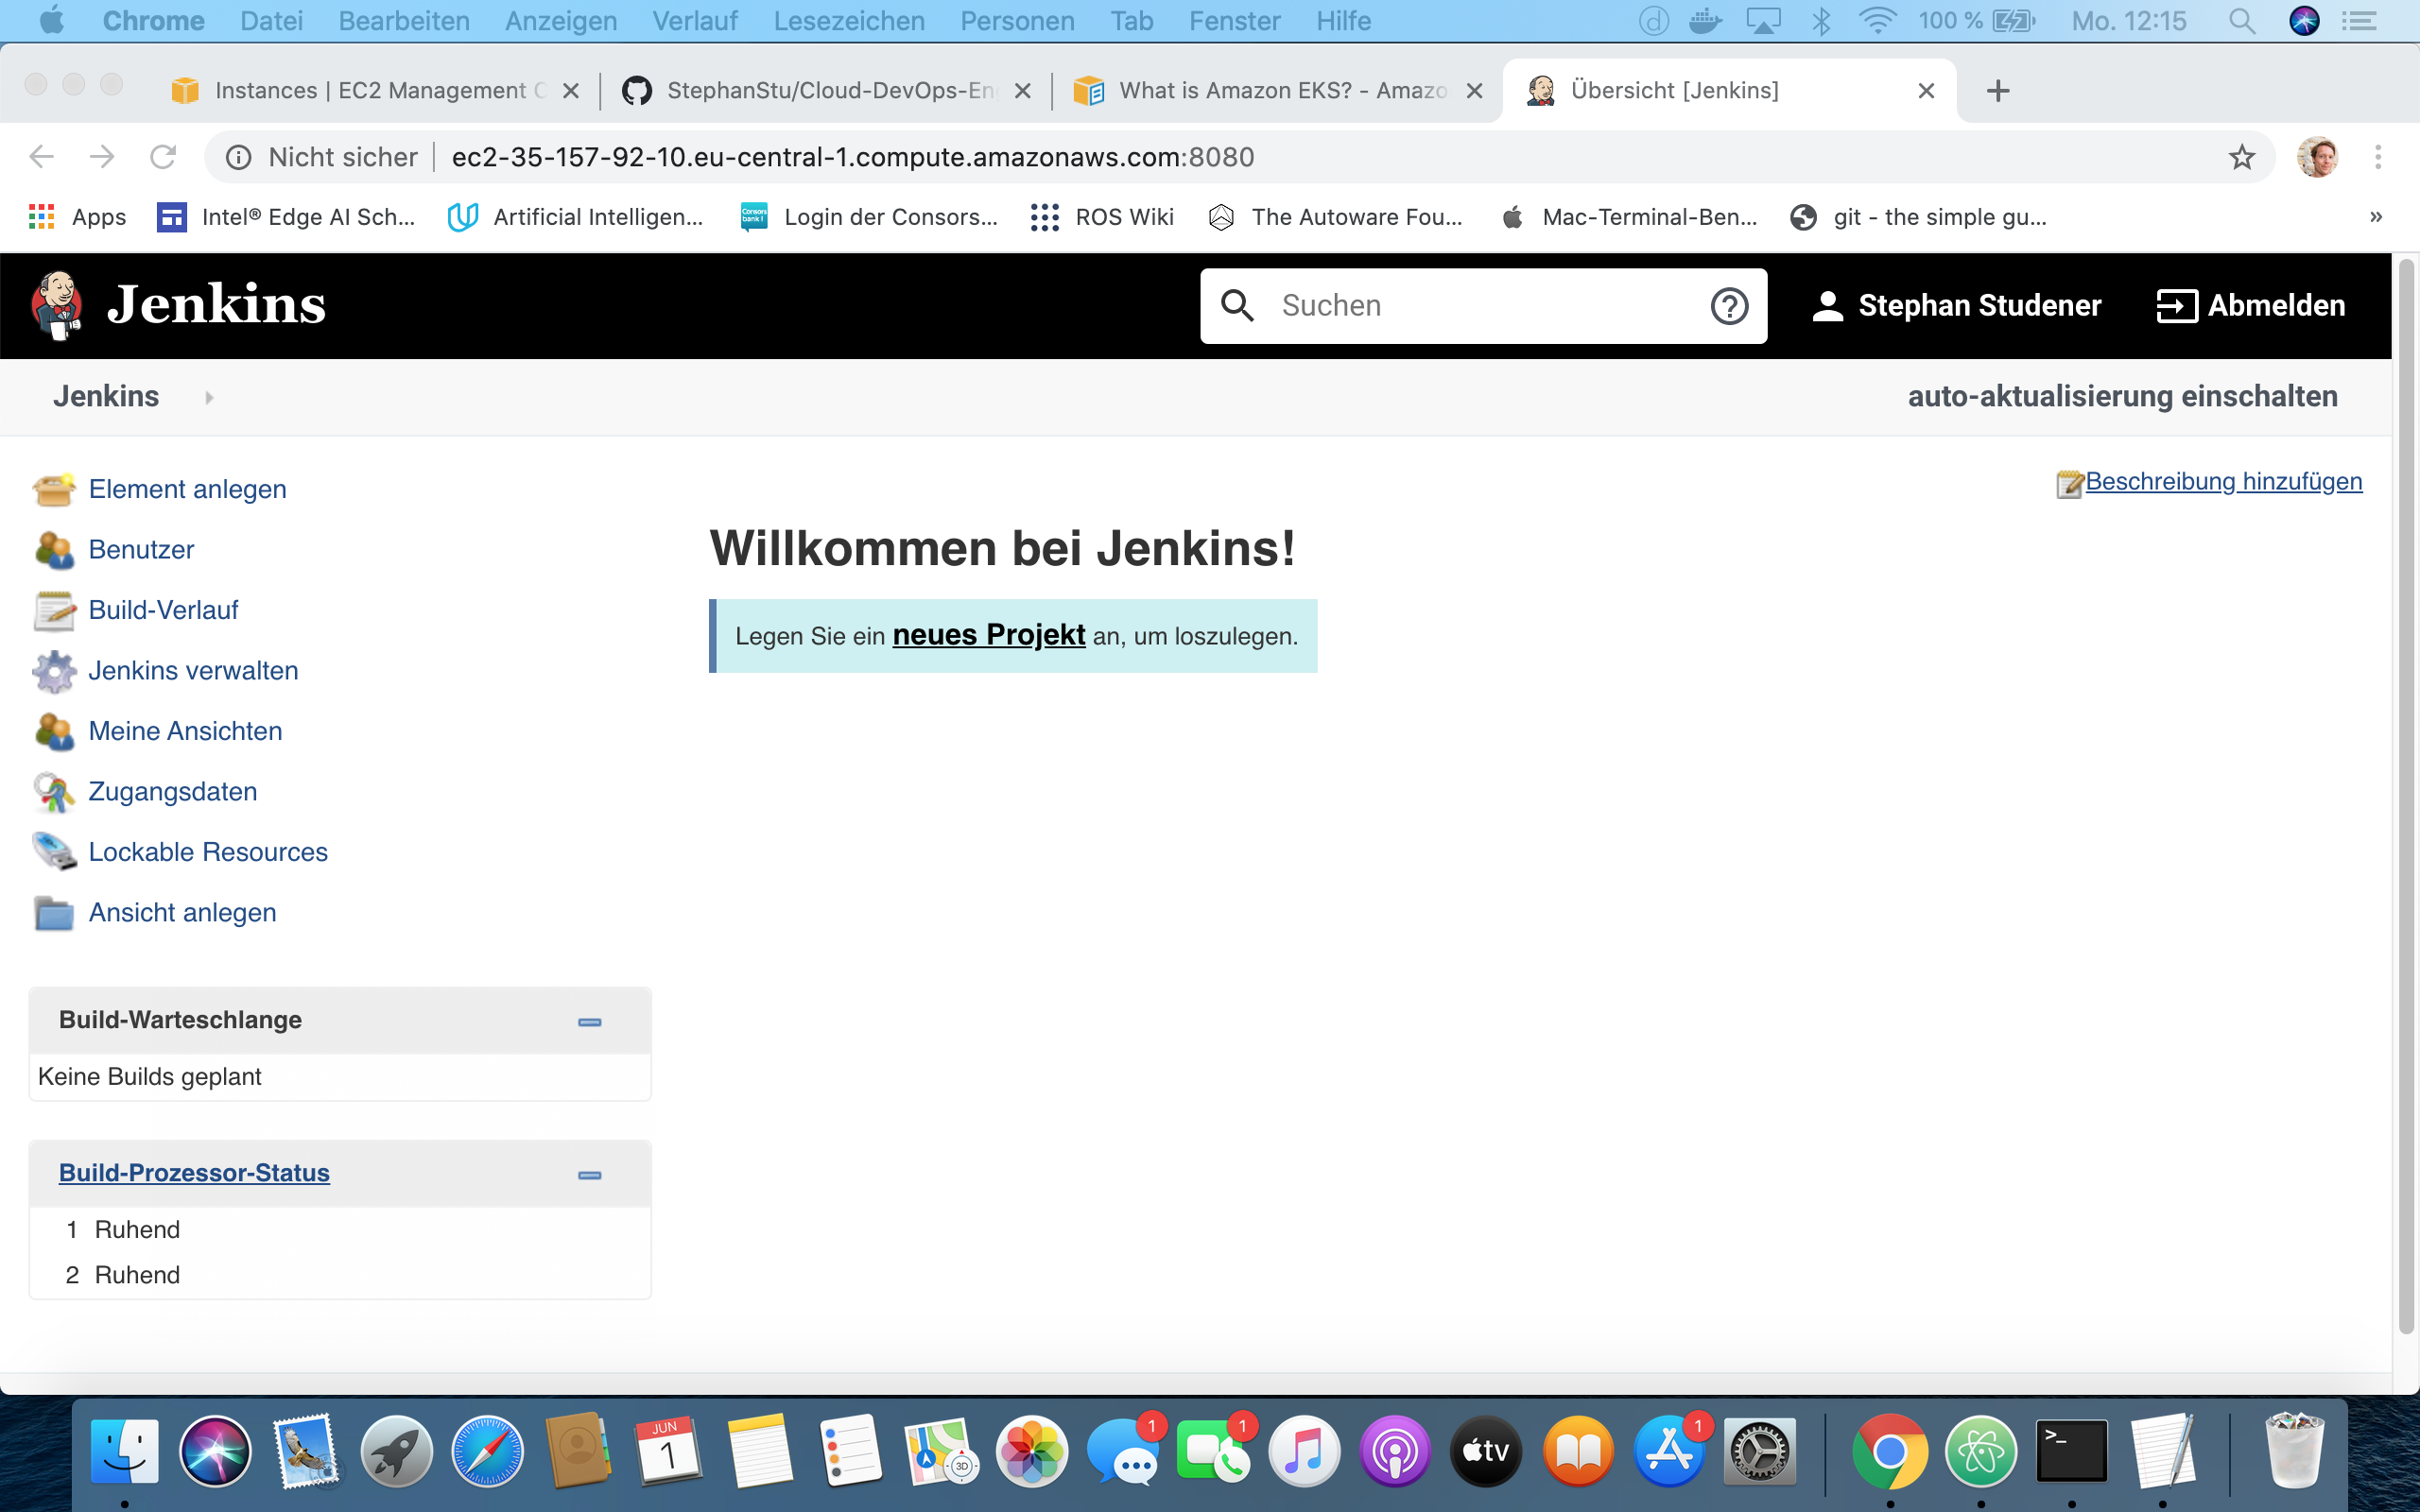 Chrome Datei Bearbeiten Anzeigen Verlauf Lesezeichen Personen Tab Fenster Hilfe 100 % Mo. 12:15
Instances | EC2 Management C StephanStu/Cloud-DevOps-En What is Amazon EKS? - Amazo Übersicht [Jenkins]
Nicht sicher ec2-35-157-92-10.eu-central-1.compute.amazonaws.com:8080
Apps Intel® Edge AI Sch... Artificial Intelligen... Login der Consors... ROS Wiki The Autoware Fou... Mac-Terminal-Ben... git - the simple gu... »
Jenkins Suchen Stephan Studener Abmelden
Jenkins auto-aktualisierung einschalten
Beschreibung hinzufügen
Element anlegen
Benutzer
Build-Verlauf
Jenkins verwalten
Meine Ansichten
Zugangsdaten
Lockable Resources
Ansicht anlegen
Willkommen bei Jenkins!
Legen Sie ein neues Projekt an, um loszulegen.
Build-Warteschlange
Keine Builds geplant
Build-Prozessor-Status
1 Ruhend
2 Ruhend
JUN
1
3D
1
1
tv
1
>_